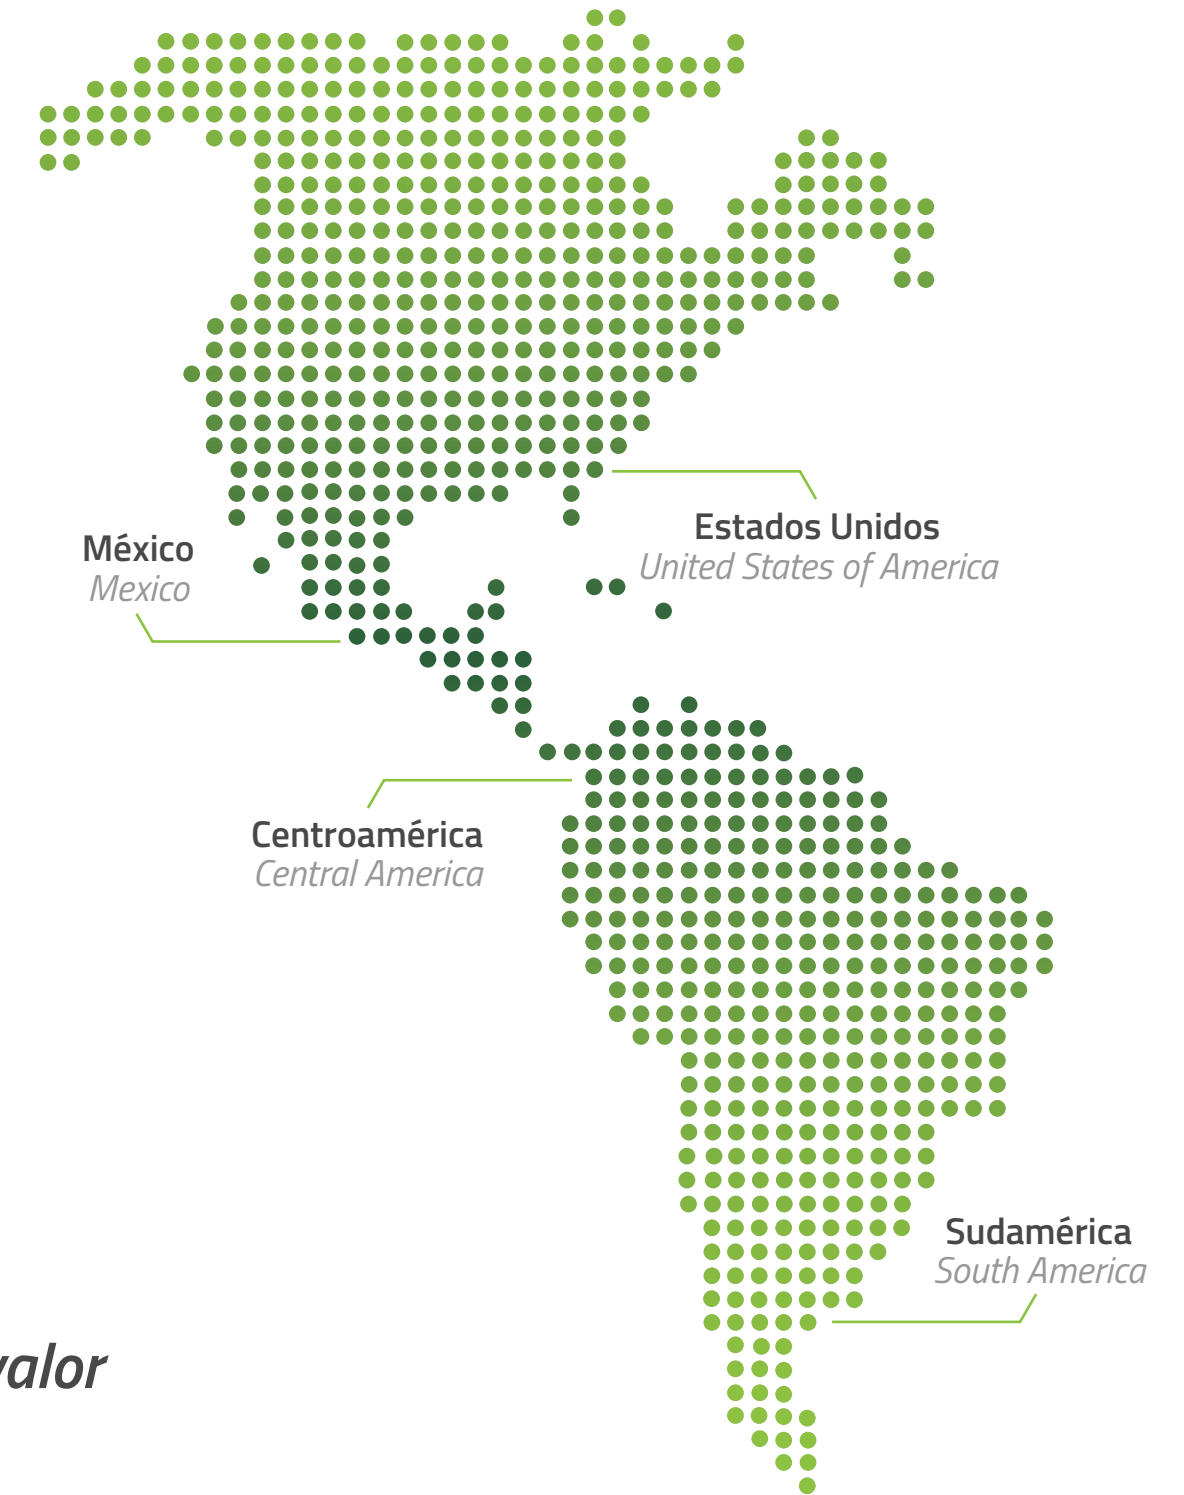 Estados Unidos
United States of America
México
Mexico
Centroamérica
Central America
Sudamérica
South America
valor